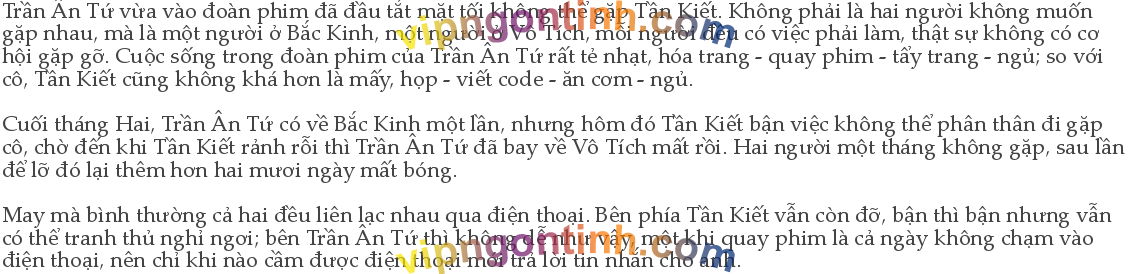 Trần Ân Tứ vừa vào đoàn phim đã đầu tắt mặt tối không thể gặp Tần Kiết. Không phải là hai người không muốn
gặp nhau, mà là một người ở Bắc Kinh, một người ở Vô Tích, mỗi người đều có việc phải làm, thật sự không có cơ
hội gặp gỡ. Cuộc sống trong đoàn phim của Trần Ân Tứ rất tẻ nhạt, hóa trang - quay phim - tẩy trang - ngủ; so với
cô, Tần Kiết cũng không khá hơn là mấy, họp - viết code - ăn cơm - ngủ.
Cuối tháng Hai, Trần Ân Tứ có về Bắc Kinh một lần, nhưng hôm đó Tần Kiết bận việc không thể phân thân đi gặp
cô, chờ đến khi Tần Kiết rảnh rỗi thì Trần Ân Tứ đã bay về Vô Tích mất rồi. Hai người một tháng không gặp, sau lần
để lỡ đó lại thêm hơn hai mươi ngày mất bóng.
May mà bình thường cả hai đều liên lạc nhau qua điện thoại. Bên phía Tần Kiết vẫn còn đỡ, bận thì bận nhưng vẫn
có thể tranh thủ nghỉ ngơi; bên Trần Ân Tứ thì không dễ như vậy, một khi quay phim là cả ngày không chạm vào
điện thoại, nên chỉ khi nào cầm được điện thoại mới trả lời tin nhắn cho anh.
vipngontinh.com
vipngontinh.com